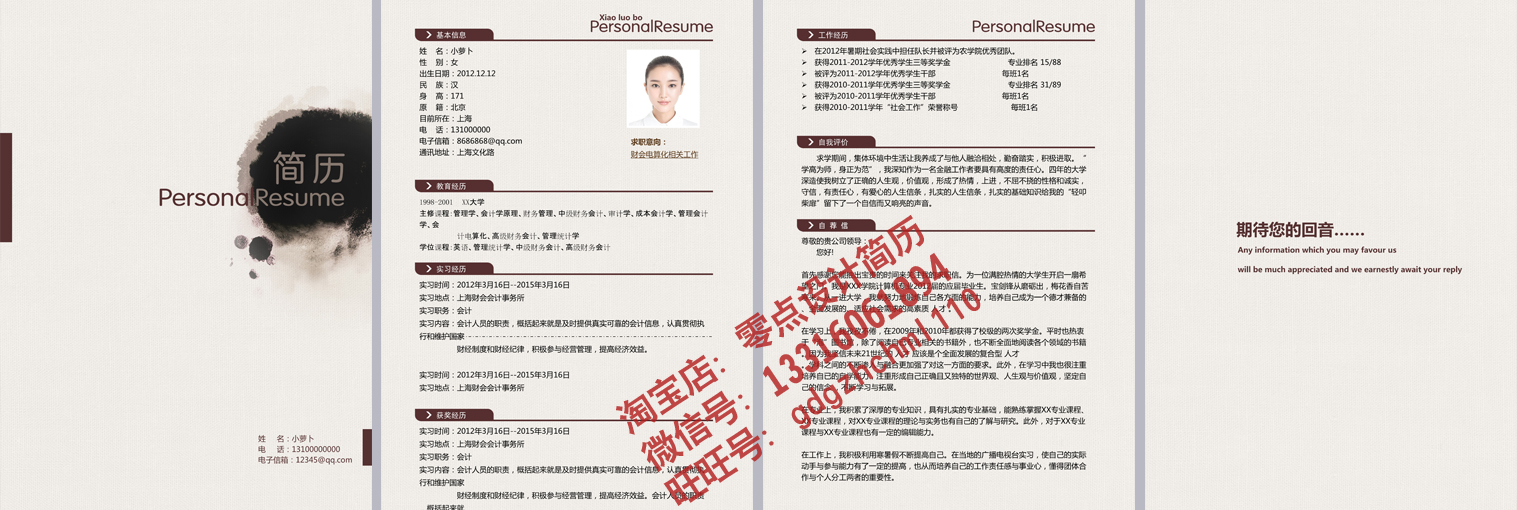 简历
PersonalResume
姓 名：小萝卜
电 话：13100000000
电子信箱：12345@qq.com
Xiao luo bo
PersonalResume
基本信息
姓 名：小萝卜
性 别：女
出生日期：2012.12.12
民 族：汉
身 高：171
原 籍：北京
目前所在：上海
电 话：131000000
电子信箱：8686868@qq.com
通讯地址：上海文化路
求职意向：
财会电算化相关工作
教育经历
1998-2001 XX大学
主修课程：管理学、会计学原理、财务管理、中级财务会计、审计学、成本会计学、管理会计
学、会
计电算化、高级财务会计、管理统计学
学位课程：英语、管理统计学、中级财务会计、高级财务会计
实习经历
实习时间：2012年3月16日--2015年3月16日
实习地点：上海财会会计事务所
实习职务：会计
实习内容：会计人员的职责，概括起来就是及时提供真实可靠的会计信息，认真贯彻执
行和维护国家
财经制度和财经纪律，积极参与经营管理，提高经济效益。
实习时间：2012年3月16日--2015年3月16日
实习地点：上海财会会计事务所
获奖经历
实习时间：2012年3月16日--2015年3月16日
实习地点：上海财会会计事务所
实习职务：会计
实习内容：会计人员的职责，概括起来就是及时提供真实可靠的会计信息，认真贯彻执
行和维护国家
财经制度和财经纪律，积极参与经营管理，提高经济效益。会计人员的职责
，概括起来就
PersonalResume
工作经历
在2012年暑期社会实践中担任队长并被评为农学院优秀团队。
获得2011-2012学年优秀学生三等奖学金 专业排名 15/88
被评为2011-2012学年优秀学生干部 每班1名
获得2010-2011学年优秀学生三等奖学金 专业排名 31/89
被评为2010-2011学年优秀学生干部 每班1名
获得2010-2011学年“社会工作”荣誉称号 每班1名
自我评价
求学期间，集体环境中生活让我养成了与他人融洽相处，勤奋踏实，积极进取。“
学高为师，身正为范”，我深知作为一名金融工作者要具有高度的责任心。四年的大学
深造使我树立了正确的人生观，价值观，形成了热情，上进，不屈不挠的性格和诚实，
守信，有责任心，有爱心的人生信条，扎实的人生信条，扎实的基础知识给我的“轻叩
柴扉”留下了一个自信而又响亮的声音。
自 荐 信
尊敬的贵公司领导：
您好!
首先感谢您能抽出宝贵的时间来关注我的求职信。为一位满腔热情的大学生开启一扇希
望之门。我是XXX学院计算机专业2012届的应届毕业生。宝剑锋从磨砺出，梅花香自苦
寒来。从一进大学，我就努力训练自己各方面的能力，培养自己成为一个德才兼备的
、全面发展的、适应社会需求的高素质 人才。
在学习上，我孜孜不倦，在2009年和2010年都获得了校级的两次奖学金。平时也热衷
于“泡”图书馆，除了阅读自己专业相关的书籍外，也不断全面地阅读各个领域的书籍
，因为我深信未来21世纪的 人才 应该是个全面发展的复合型 人才
。学科之间的不断渗入与融合更加强了对这一方面的要求。此外，在学习中我也很注重
培养自己的自学能力，注重形成自己正确且又独特的世界观、人生观与价值观，坚定自
己的信念，不断学习与拓展。
在专业上，我积累了深厚的专业知识，具有扎实的专业基础，能熟练掌握XX专业课程、
XX专业课程，对XX专业课程的理论与实务也有自己的了解与研究。此外，对于XX专业
课程与XX专业课程也有一定的编辑能力。
在工作上，我积极利用寒暑假不断提高自己。在当地的广播电视台实习，使自己的实际
动手与参与能力有了一定的提高，也从而培养自己的工作责任感与事业心，懂得团体合
作与个人分工两者的重要性。
期待您的回音……
Any information which you may favour us
will be much appreciated and we earnestly await your reply
淘宝店：零点设计简历
微信号：13316061094
旺旺号：gdgzhcbhl110